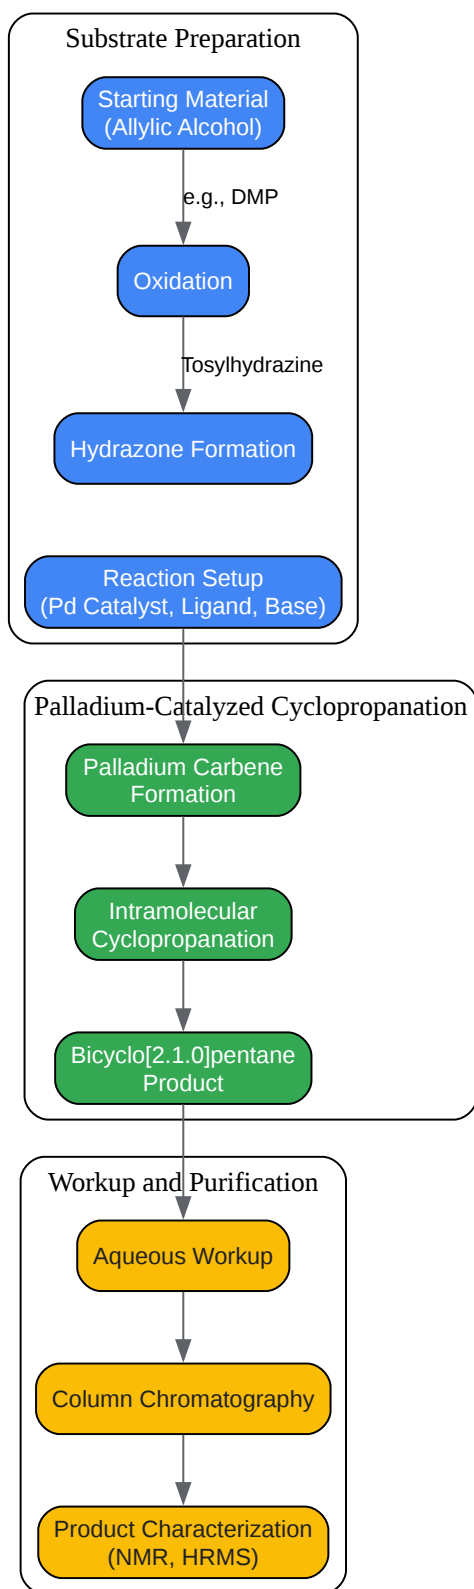 Substrate Preparation
Starting Material
(Allylic Alcohol)
e.g., DMP
Oxidation
Tosylhydrazine
Hydrazone Formation
Reaction Setup
(Pd Catalyst, Ligand, Base)
Palladium-Catalyzed Cyclopropanation
Palladium Carbene
Formation
Intramolecular
Cyclopropanation
Bicyclo[2.1.0]pentane
Product
Workup and Purification
Aqueous Workup
Column Chromatography
Product Characterization
(NMR, HRMS)